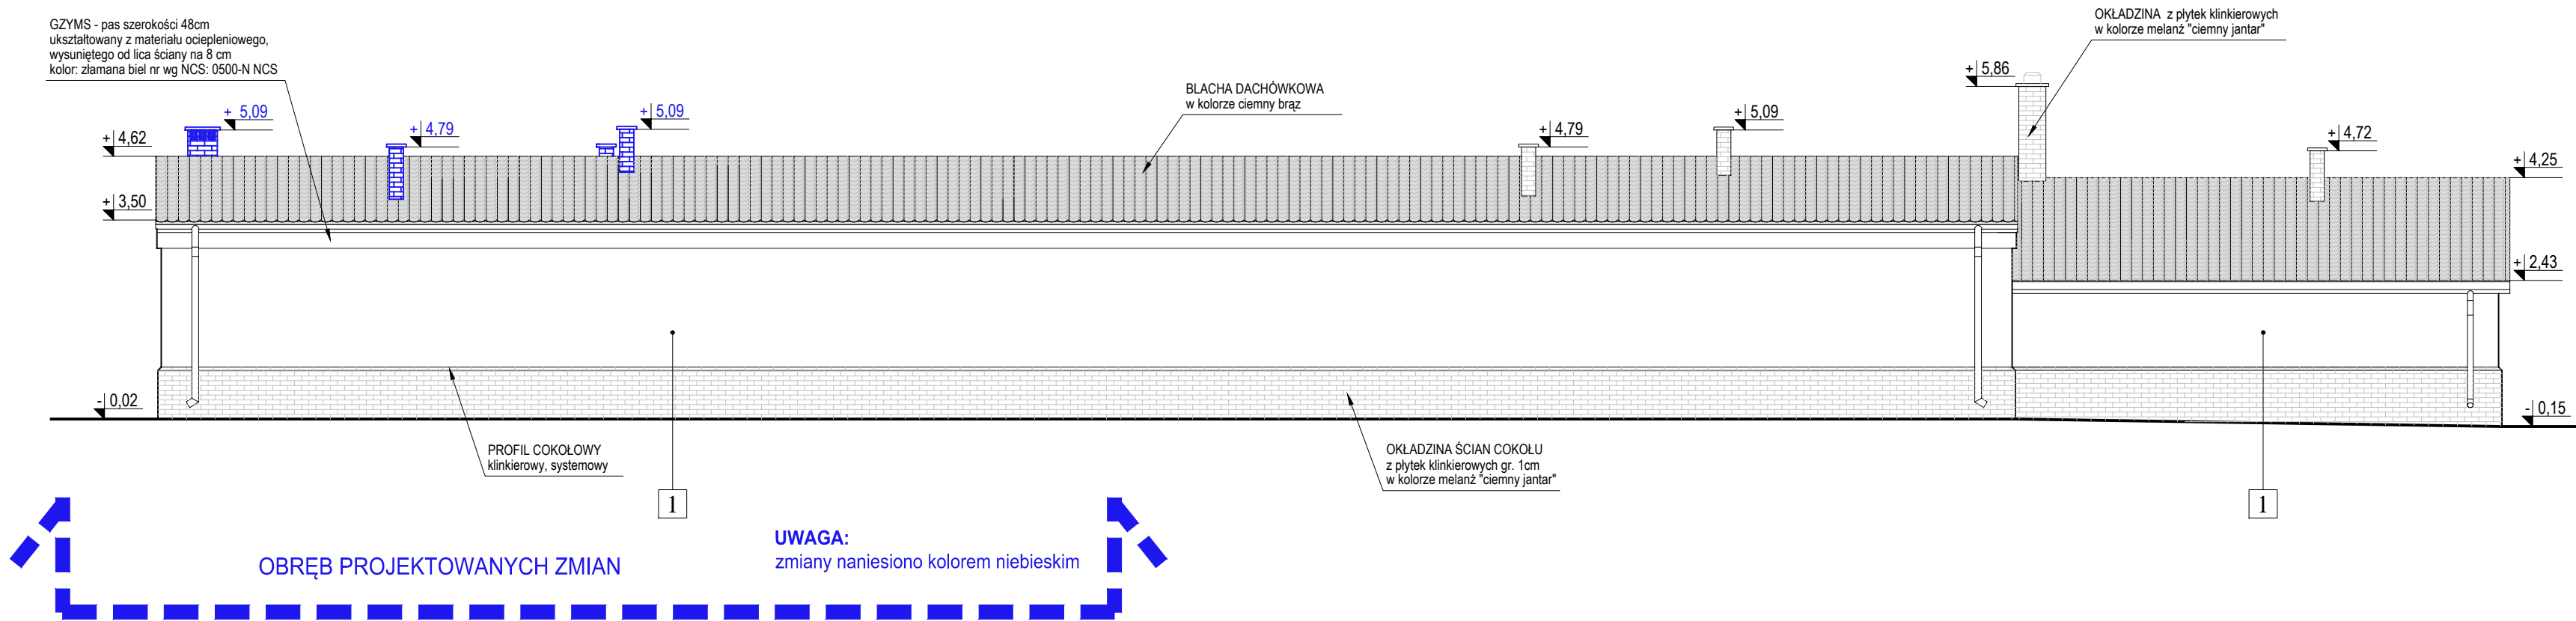 GZYMS - pas szerokości 48cm
ukształtowany z materiału ociepleniowego,
wysuniętego od lica ściany na 8 cm
kolor: złamana biel nr wg NCS: 0500-N NCS
OKŁADZINA z płytek klinkierowych
w kolorze melanż "ciemny jantar"
BLACHA DACHÓWKOWA
w kolorze ciemny brąz
+ 5,86
+ 5,09
+ 4,79
+ 5,09
+ 4,79
+ 5,09
+ 4,72
+ 4,62
+ 4,25
+ 3,50
+ 2,43
- 0,02
- 0,15
PROFIL COKOŁOWY
klinkierowy, systemowy
OKŁADZINA ŚCIAN COKOŁU
z płytek klinkierowych gr. 1cm
w kolorze melanż "ciemny jantar"
1
1
UWAGA:
zmiany naniesiono kolorem niebieskim
OBRĘB PROJEKTOWANYCH ZMIAN